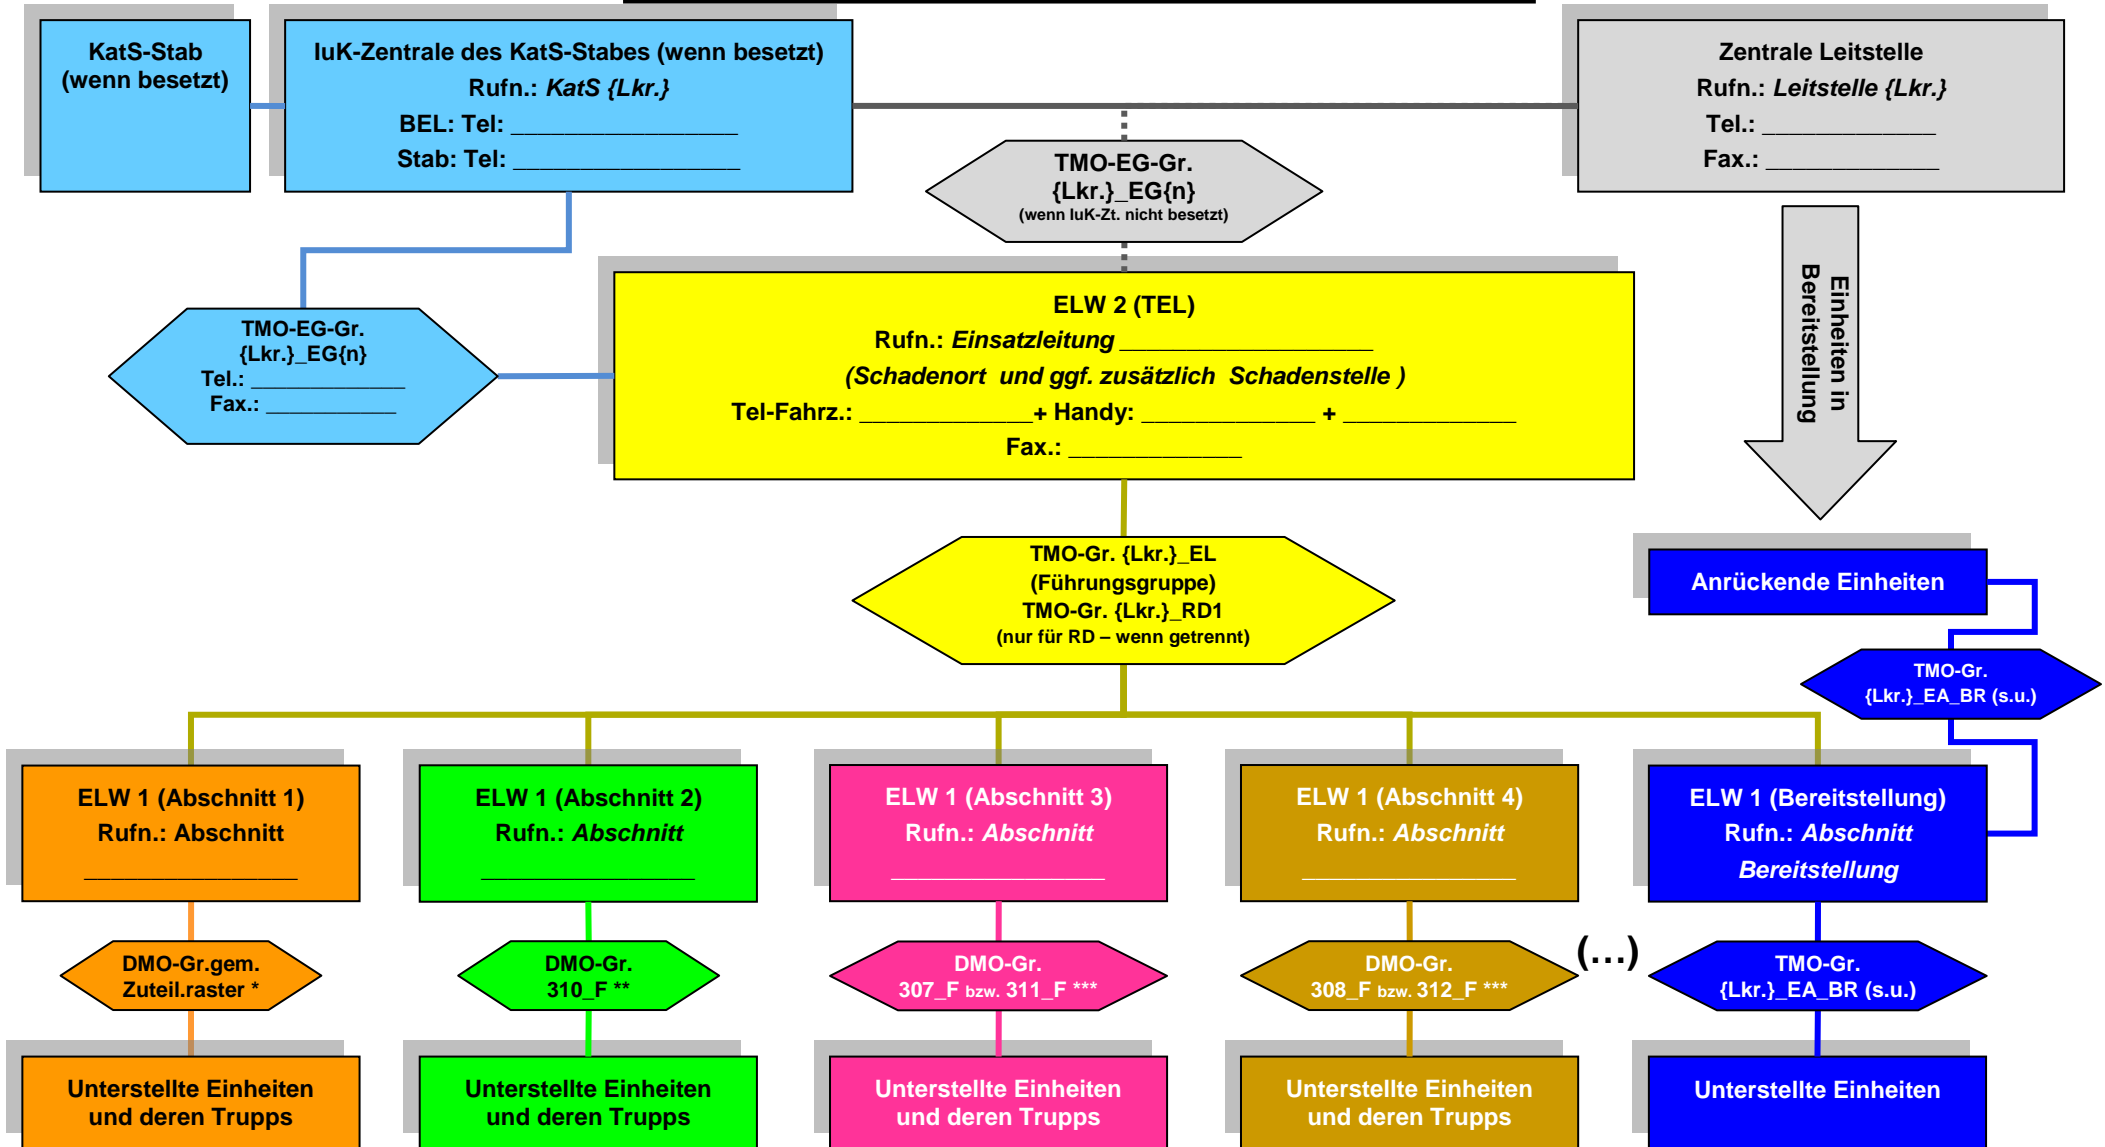 KatS-Stab
(wenn besetzt)
IuK-Zentrale des KatS-Stabes (wenn besetzt)
Rufn.: KatS {Lkr.}
BEL: Tel: _________________
Stab: Tel: _________________
Zentrale Leitstelle
Rufn.: Leitstelle {Lkr.}
Tel.: _____________
Fax.: _____________
TMO-EG-Gr.
{Lkr.}_EG{n}
(wenn IuK-Zt. nicht besetzt)
Einheiten in
Bereitstellung
TMO-EG-Gr.
{Lkr.}_EG{n}
Tel.: _____________
Fax.: ___________
ELW 2 (TEL)
Rufn.: Einsatzleitung ___________________
(Schadenort und ggf. zusätzlich Schadenstelle )
Tel-Fahrz.: _____________+ Handy: _____________ + _____________
Fax.: _____________
TMO-Gr. {Lkr.}_EL
(Führungsgruppe)
TMO-Gr. {Lkr.}_RD1
(nur für RD – wenn getrennt)
Anrückende Einheiten
TMO-Gr.
{Lkr.}_EA_BR (s.u.)
ELW 1 (Abschnitt 1)
Rufn.: Abschnitt
________________
ELW 1 (Abschnitt 2)
Rufn.: Abschnitt
________________
ELW 1 (Abschnitt 3)
Rufn.: Abschnitt
________________
ELW 1 (Abschnitt 4)
Rufn.: Abschnitt
________________
ELW 1 (Bereitstellung)
Rufn.: Abschnitt
Bereitstellung
DMO-Gr.gem.
Zuteil.raster *
DMO-Gr.
310_F **
DMO-Gr.
307_F bzw. 311_F ***
DMO-Gr.
308_F bzw. 312_F ***
(...)
TMO-Gr.
{Lkr.}_EA_BR (s.u.)
Unterstellte Einheiten
und deren Trupps
Unterstellte Einheiten
und deren Trupps
Unterstellte Einheiten
und deren Trupps
Unterstellte Einheiten
und deren Trupps
Unterstellte Einheiten